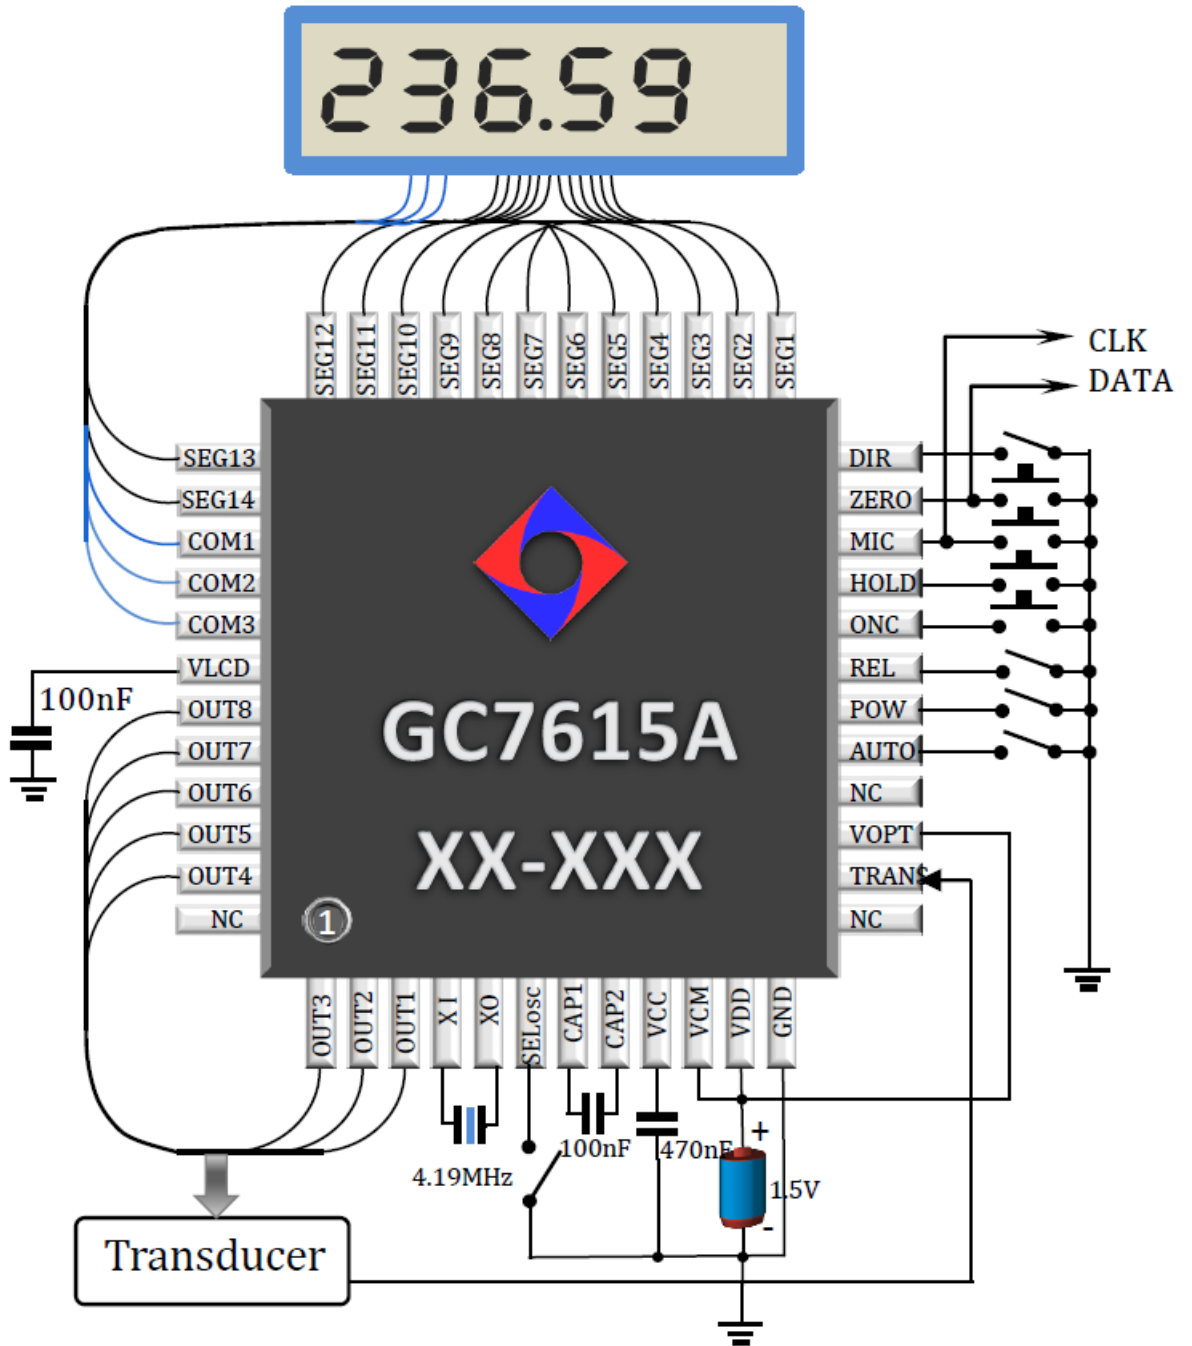 236.59
SEG12 SEG11 SEG10 SEG9 SEG8 SEG7 SEG6 SEG5 SEG4 SEG3 SEG2 SEG1
CLK
DATA
SEG13
SEG14
COM1
COM2
COM3
VLCD
100nF
OUT8
OUT7
OUT6
OUT5
OUT4
NC
DIR
ZERO
MIC
HOLD
ONC
REL
POW
AUTO
NC
VOPT
TRANS
NC
GC7615A
XX-XXX
1
OUT3 OUT2 OUT1 XI XO SELosc CAP1 CAP2 VCC VCM VDD GND
4.19MHz
100nF
470nF
+
1.5V
-
Transducer